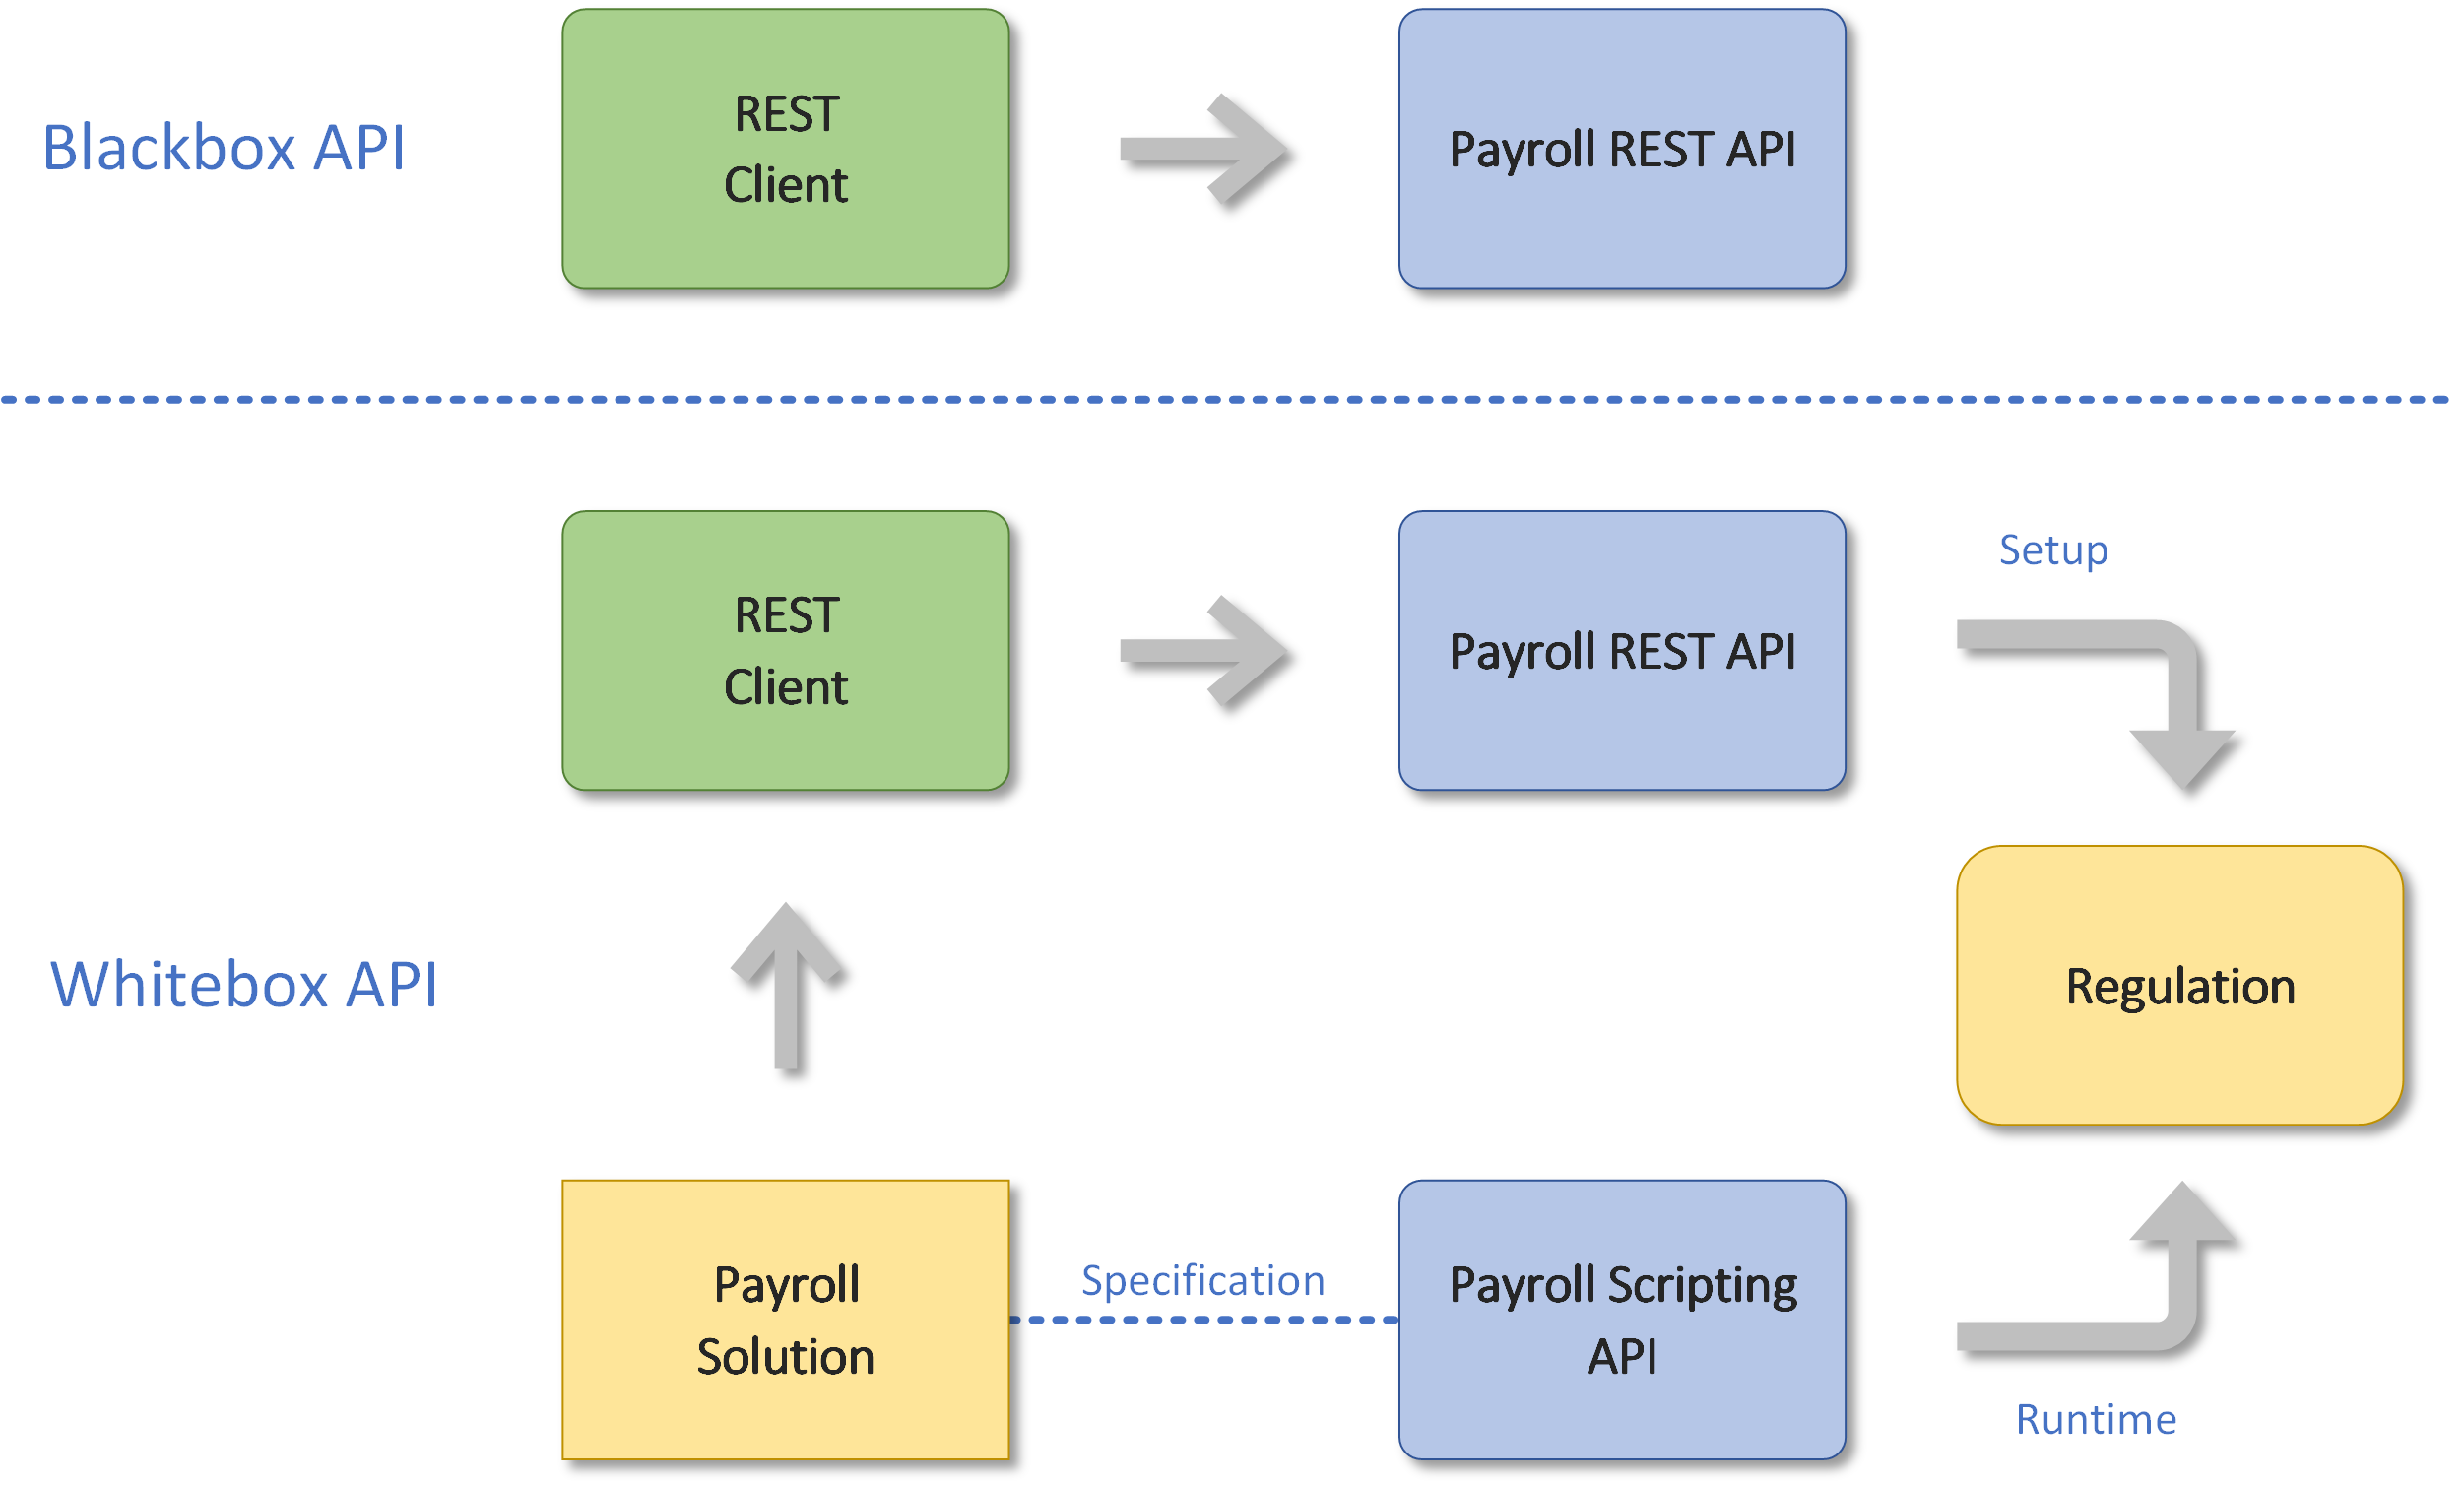 Blackbox API
REST
Client
Payroll REST API
REST
Client
Payroll REST API
Setup
Whitebox API
Regulation
Payroll
Solution
Specification
Payroll Scripting
API
Runtime